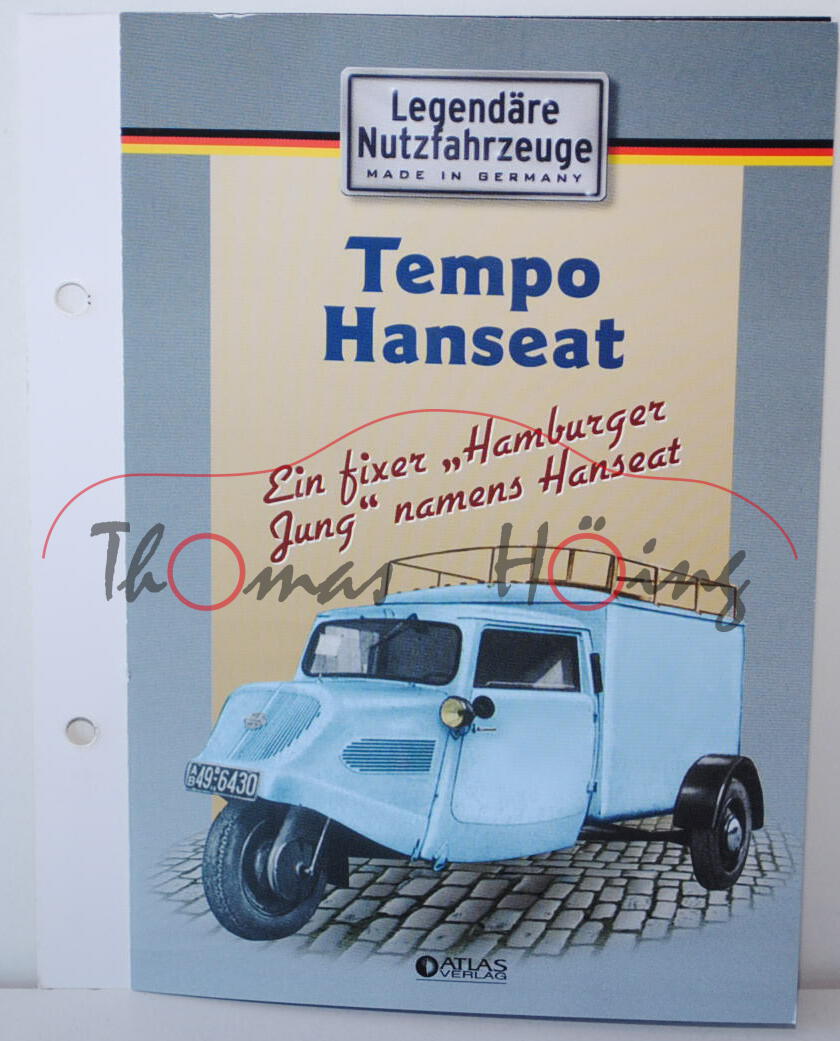 Legendäre
Nutzfahrzeuge
MADE IN GERMANY
Tempo
Hanseat
Ein fixer „Hamburger
Jung“ namens Hanseat
Thomas Höing
49 6430
ATLAS
VERLAG